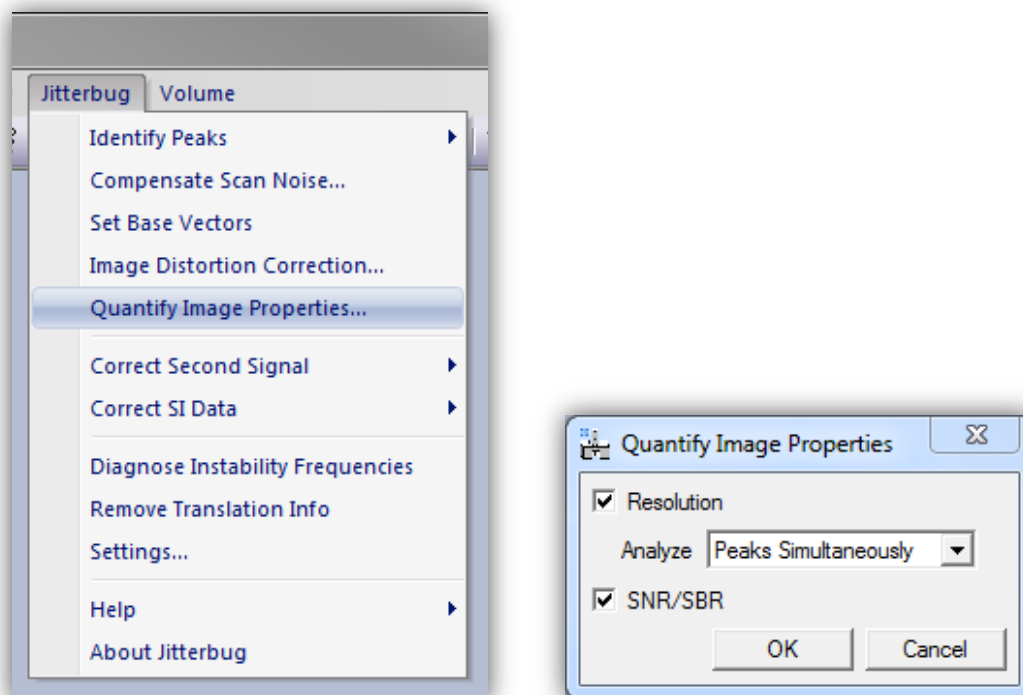 Jitterbug Volume
Identify Peaks
Compensate Scan Noise...
Set Base Vectors
Image Distortion Correction...
Quantify Image Properties...
Correct Second Signal
Correct SI Data
Diagnose Instability Frequencies
Remove Translation Info
Settings...
Help
About Jitterbug
Quantify Image Properties
Resolution
Analyze Peaks Simultaneously
SNR/SBR
OK Cancel